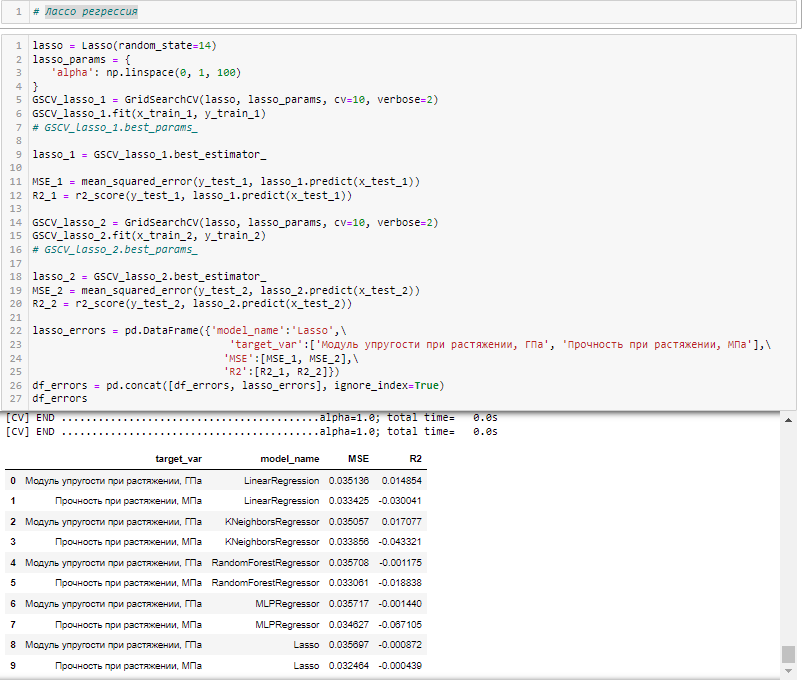 1 # Лассо регрессия
1 lasso = Lasso(random_state=14)
2 lasso_params = {
3 'alpha': np.linspace(0, 1, 100)
4 }
5 GSCV_lasso_1 = GridSearchCV(lasso, lasso_params, cv=10, verbose=2)
6 GSCV_lasso_1.fit(x_train_1, y_train_1)
7 # GSCV_lasso_1.best_params_
8
9 lasso_1 = GSCV_lasso_1.best_estimator_
10
11 MSE_1 = mean_squared_error(y_test_1, lasso_1.predict(x_test_1))
12 R2_1 = r2_score(y_test_1, lasso_1.predict(x_test_1))
13
14 GSCV_lasso_2 = GridSearchCV(lasso, lasso_params, cv=10, verbose=2)
15 GSCV_lasso_2.fit(x_train_2, y_train_2)
16 # GSCV_lasso_2.best_params_
17
18 lasso_2 = GSCV_lasso_2.best_estimator_
19 MSE_2 = mean_squared_error(y_test_2, lasso_2.predict(x_test_2))
20 R2_2 = r2_score(y_test_2, lasso_2.predict(x_test_2))
21
22 lasso_errors = pd.DataFrame({'model_name':'Lasso',\
23 'target_var':['Модуль упругости при растяжении, ГПа', 'Прочность при растяжении, МПа'],\
24 'MSE':[MSE_1, MSE_2],\
25 'R2':[R2_1, R2_2]})
26 df_errors = pd.concat([df_errors, lasso_errors], ignore_index=True)
27 df_errors
[CV] END .........................................alpha=1.0; total time= 0.0s
[CV] END .........................................alpha=1.0; total time= 0.0s
target_var model_name MSE R2
0 Модуль упругости при растяжении, ГПа LinearRegression 0.035136 0.014854
1 Прочность при растяжении, МПа LinearRegression 0.033425 -0.030041
2 Модуль упругости при растяжении, ГПа KNeighborsRegressor 0.035057 0.017077
3 Прочность при растяжении, МПа KNeighborsRegressor 0.033856 -0.043321
4 Модуль упругости при растяжении, ГПа RandomForestRegressor 0.035708 -0.001175
5 Прочность при растяжении, МПа RandomForestRegressor 0.033061 -0.018838
6 Модуль упругости при растяжении, ГПа MLPRegressor 0.035717 -0.001440
7 Прочность при растяжении, МПа MLPRegressor 0.034627 -0.067105
8 Модуль упругости при растяжении, ГПа Lasso 0.035697 -0.000872
9 Прочность при растяжении, МПа Lasso 0.032464 -0.000439